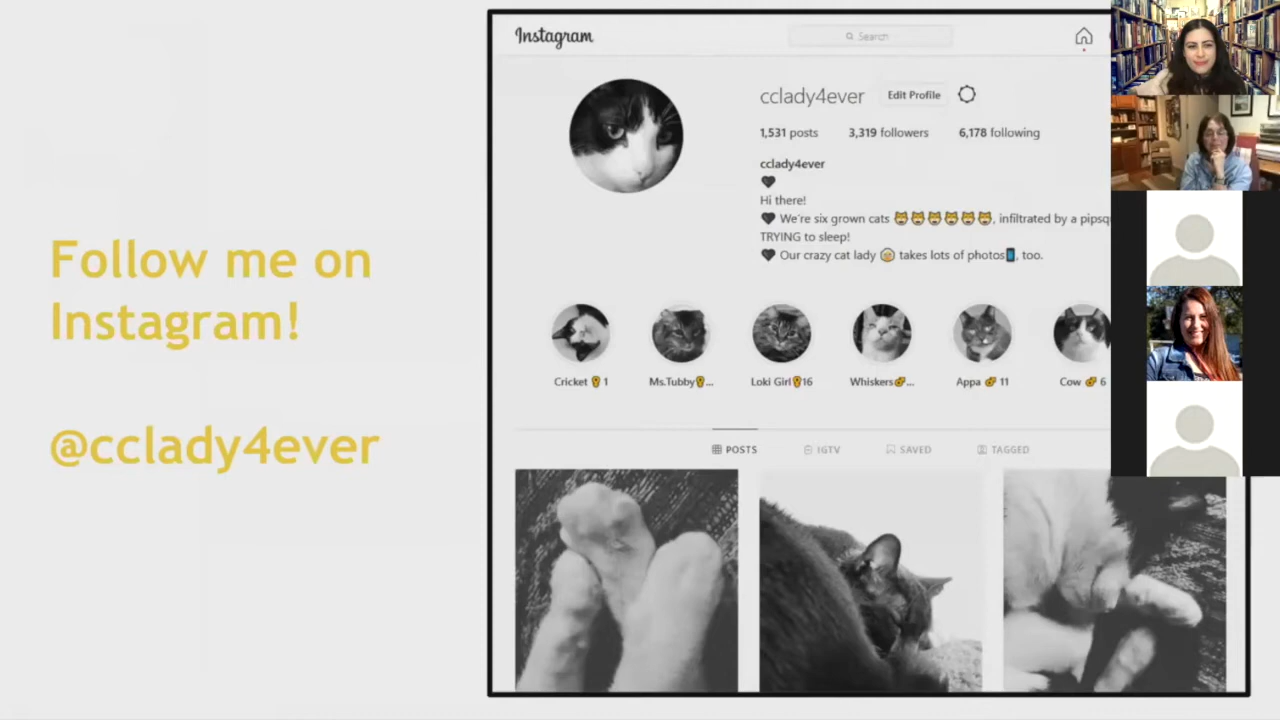 Follow me on
Instagram!
@cclady4ever
Instagram
Search
cclady4ever Edit Profile
1,531 posts 3,319 followers 6,178 following
cclady4ever
🖤
Hi there!
🖤 We're six grown cats 😺😺😺😺😺😺, infiltrated by a
TRYING to sleep!
🖤 Our crazy cat lady 👵 takes lots of photos📱, too.
Cricket 1
Ms.Tubby...
Loki Girl 16
Whiskers...
Appa 11
Cow 6
POSTS IGTV SAVED TAGGED